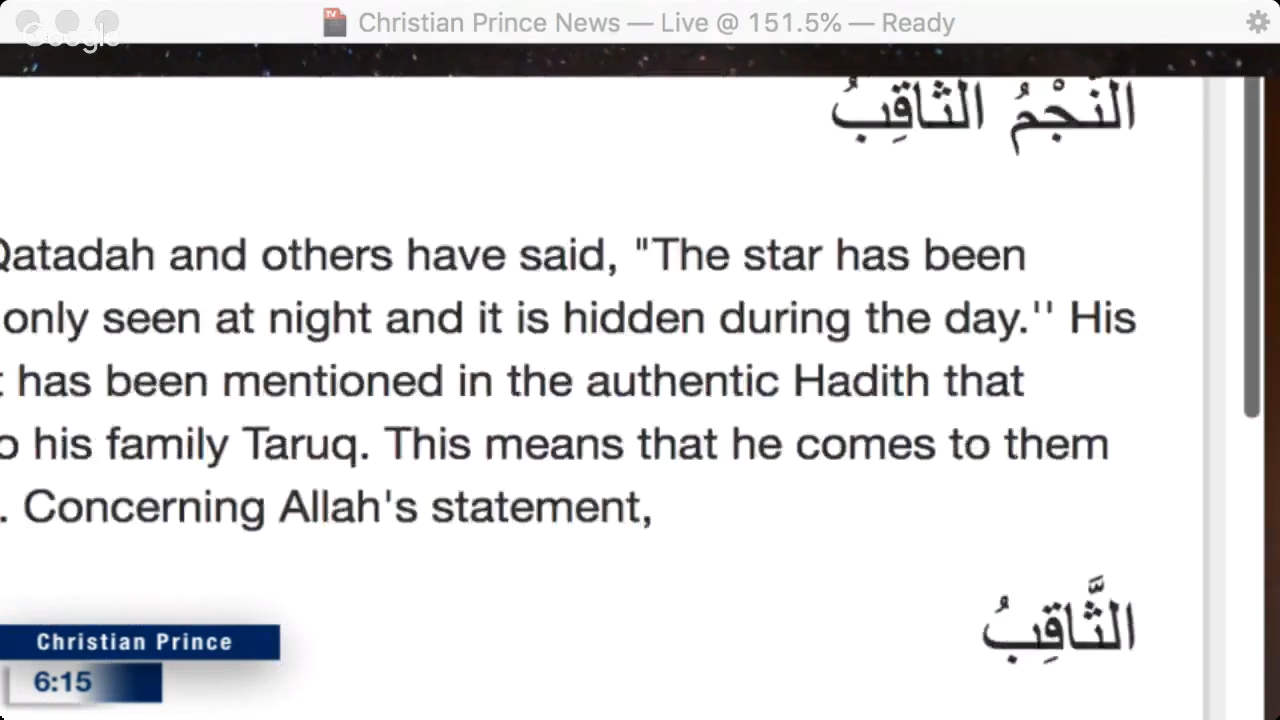 Christian Prince News — Live @ 151.5% — Ready
Google
النَّجْمُ الثَّاقِبُ
Qatadah and others have said, "The star has been
only seen at night and it is hidden during the day.'' His
has been mentioned in the authentic Hadith that
his family Taruq. This means that he comes to them
. Concerning Allah's statement,
الثَّاقِبُ
Christian Prince
6:15